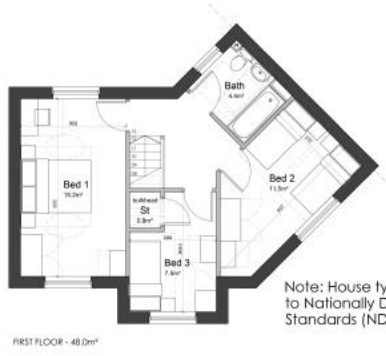 Bath
4.4m²
Bed 1
15.2m²
Bed 2
11.5m²
bulkhead
St
0.8m²
Bed 3
7.5m²
Note: House ty
to Nationally D
Standards (ND
FIRST FLOOR - 48.0m²